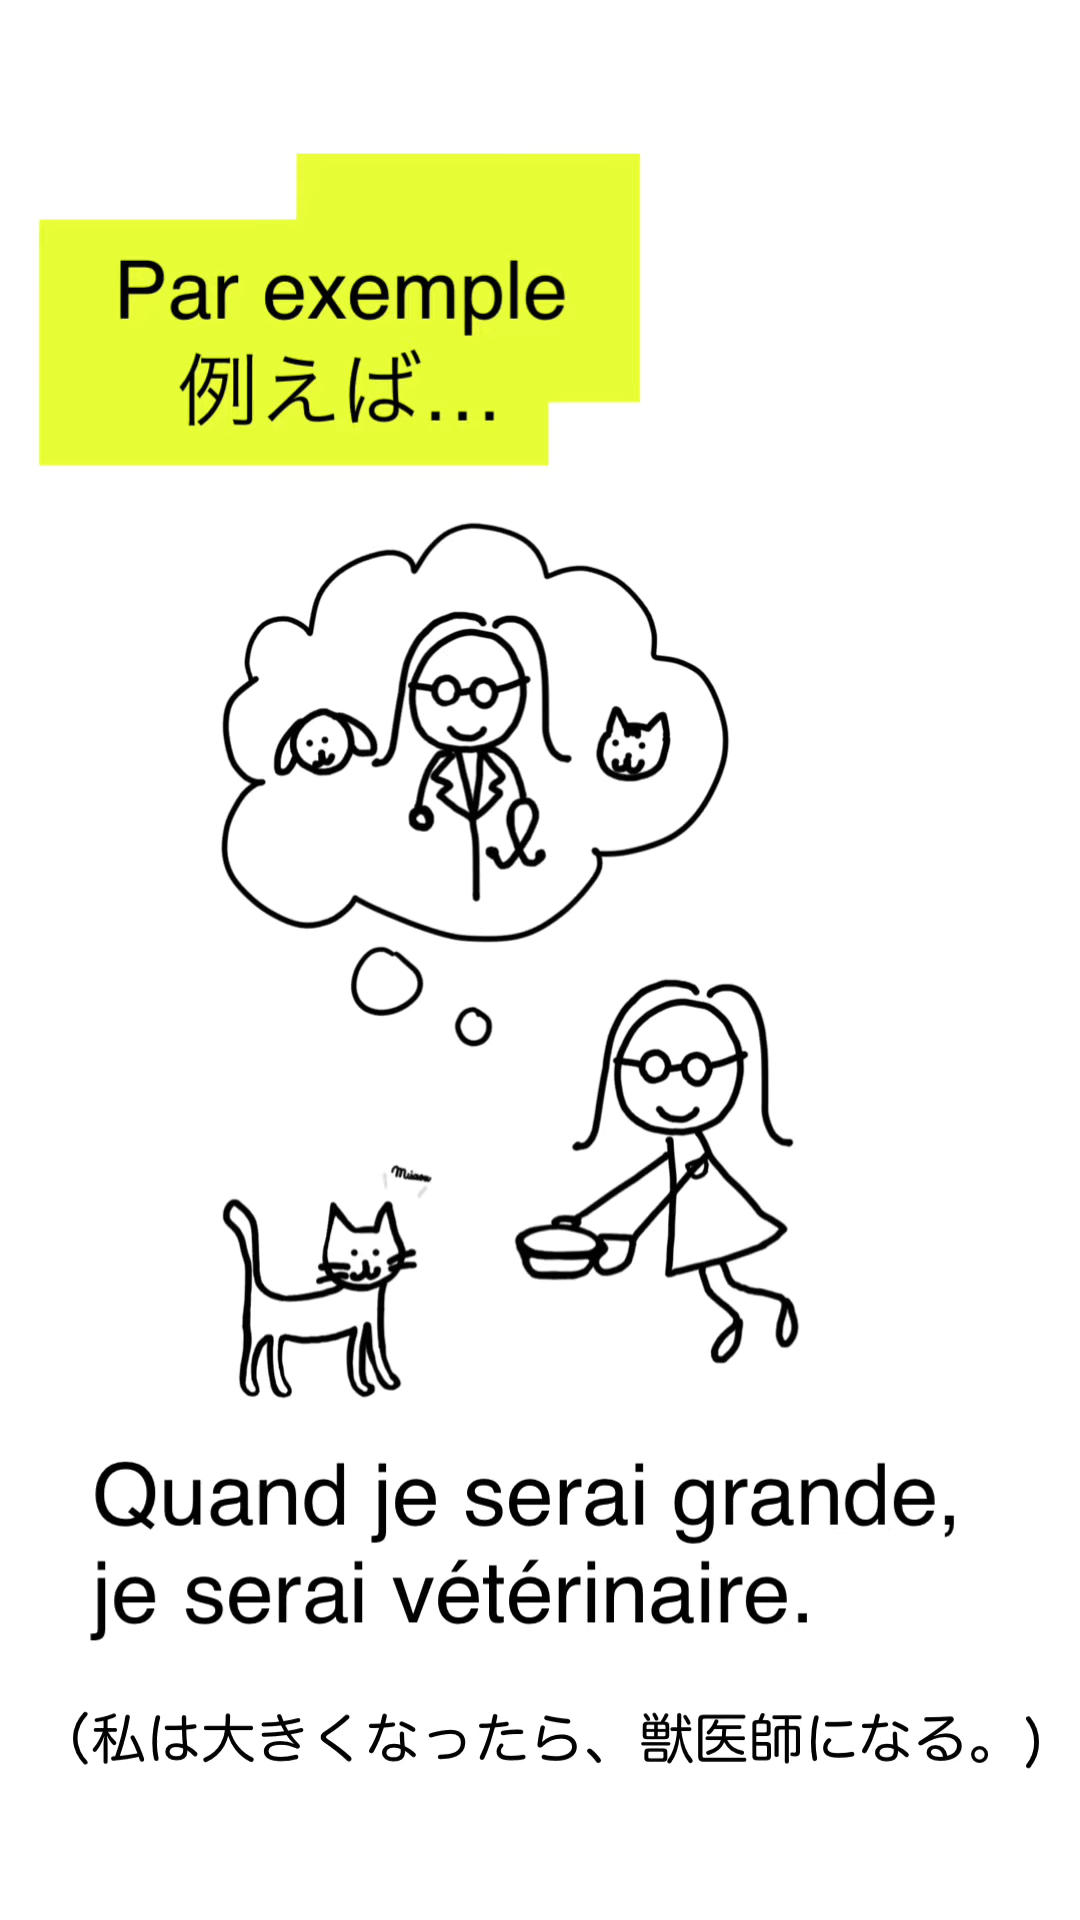 Par exemple
例えば...
Miaou
Quand je serai grande,
je serai vétérinaire.
（私は大きくなったら、獣医師になる。)